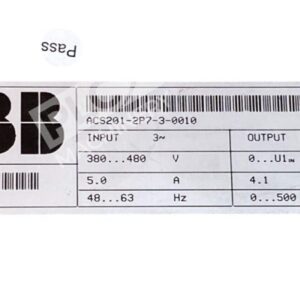 Pass
BB
ACS201-2P7-3-0010
INPUT 3~ OUTPUT
380...480 V 0...U1IN
5.0 A 4.1
48...63 Hz 0...500